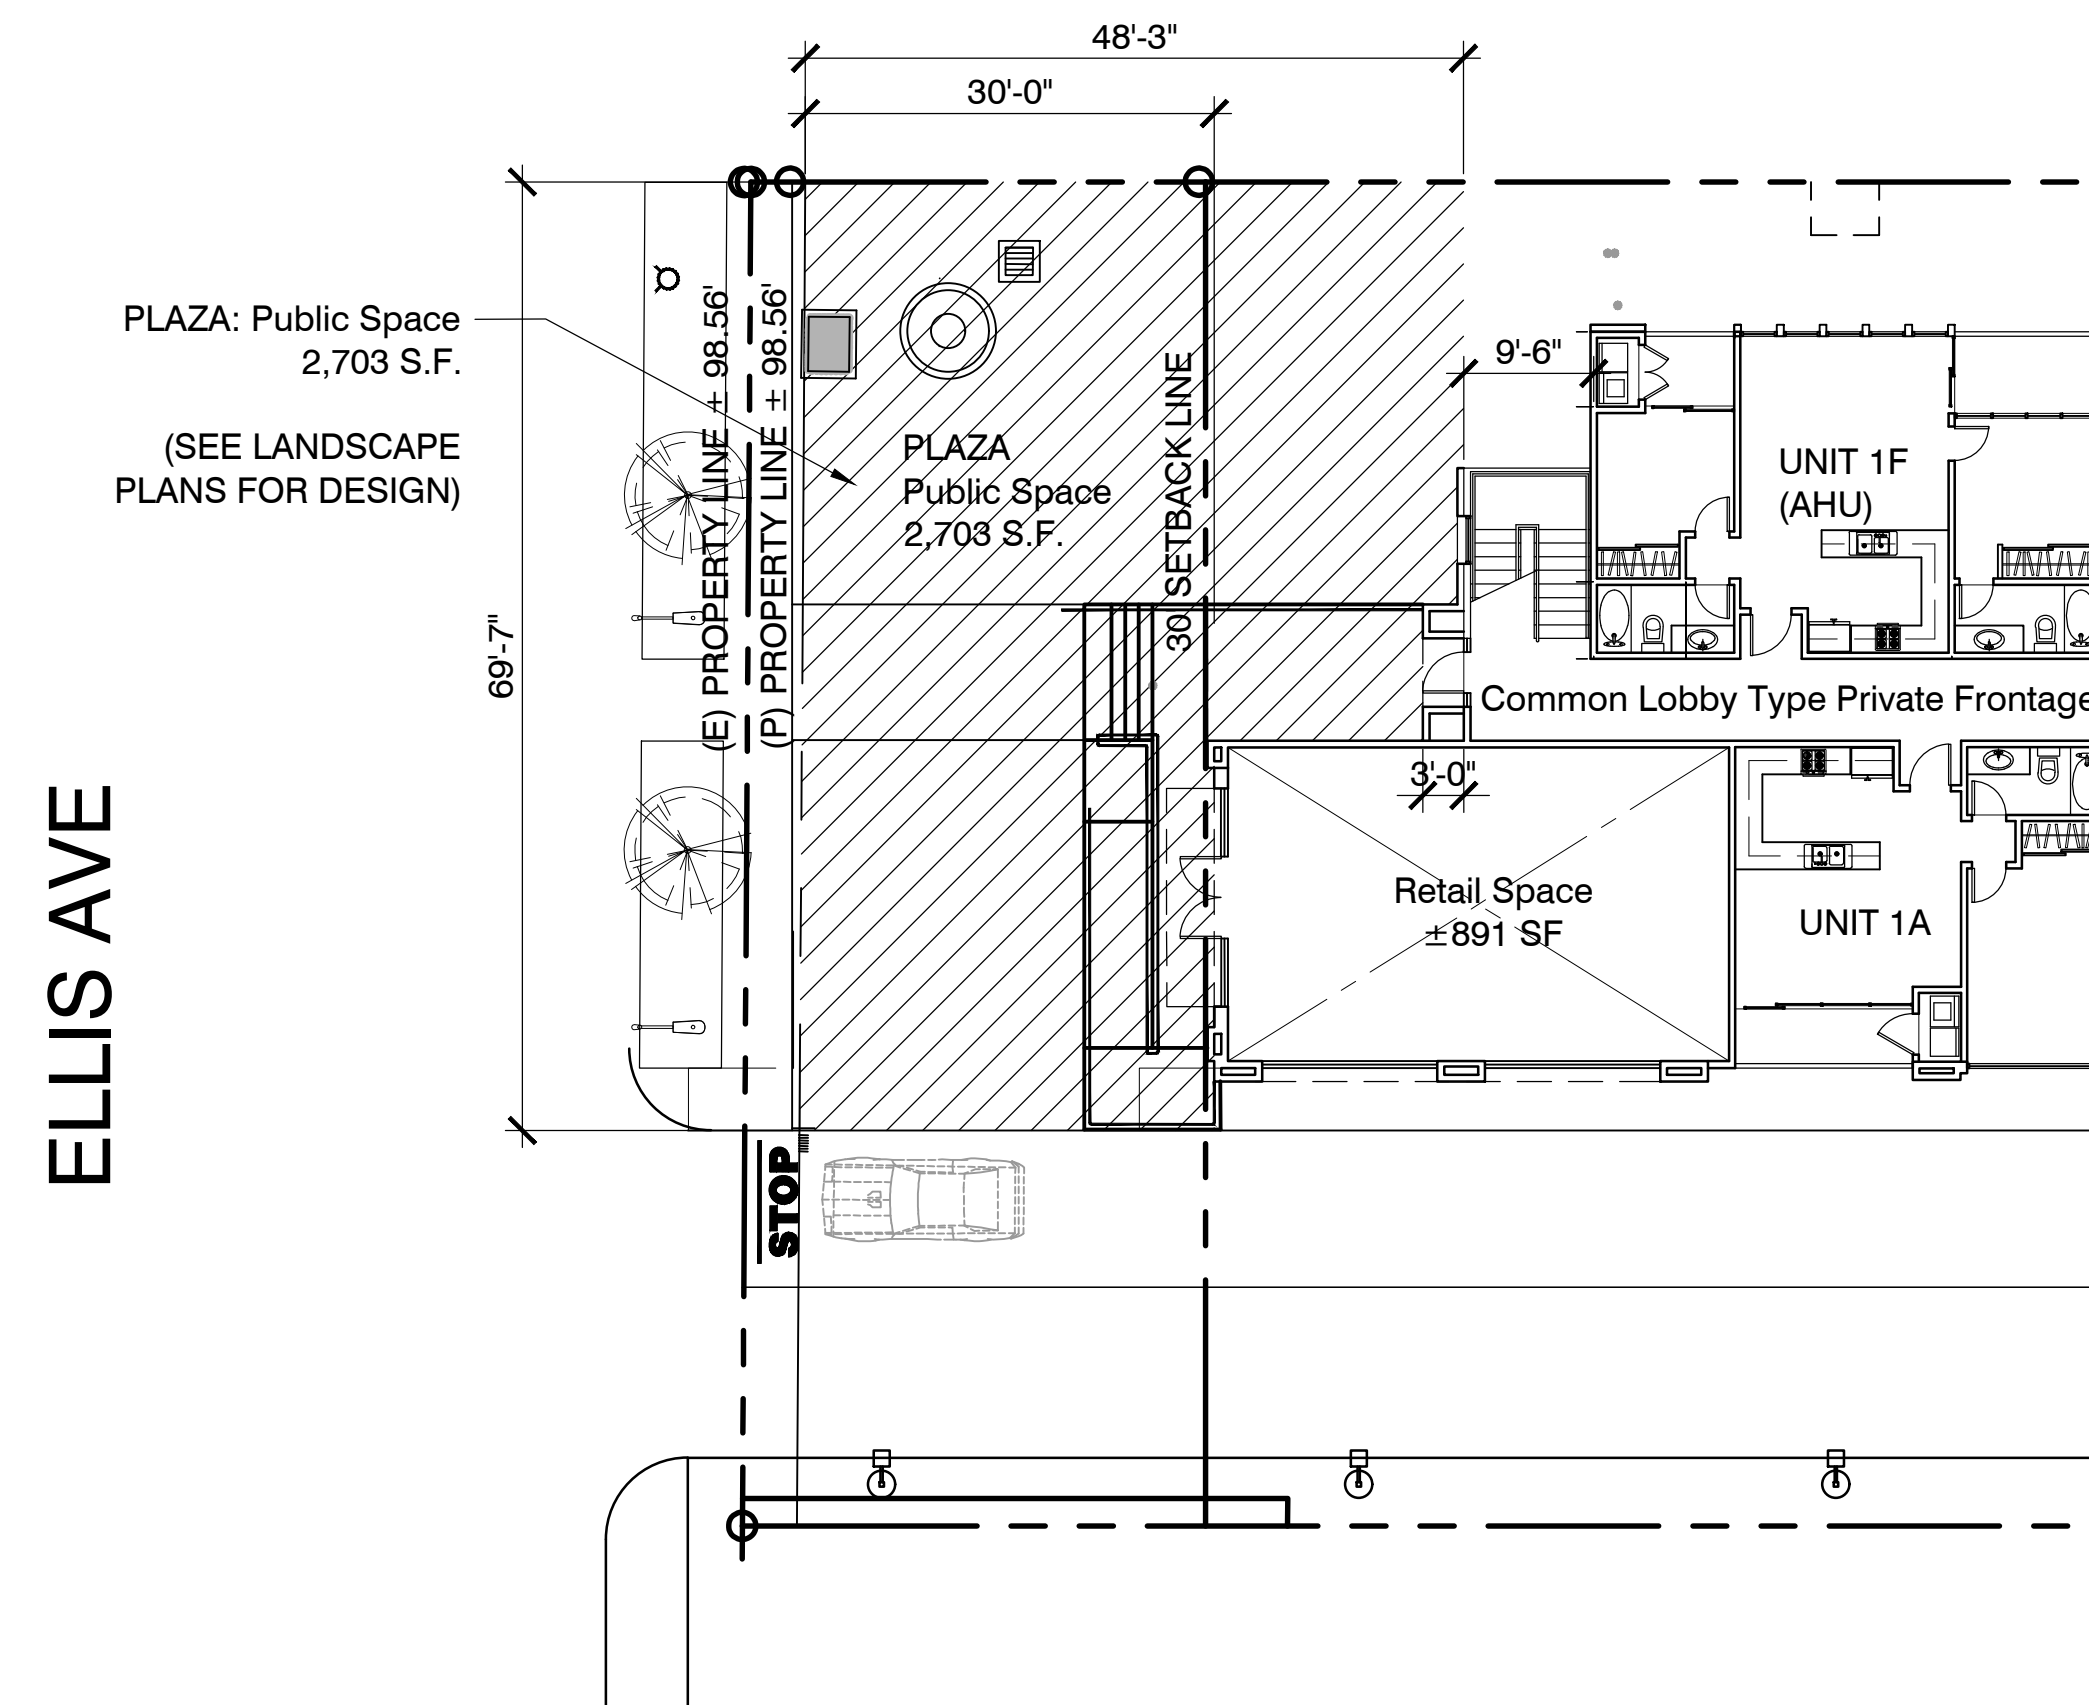 48'-3"
30'-0"
PLAZA: Public Space
2,703 S.F.
(SEE LANDSCAPE
PLANS FOR DESIGN)
69'-7"
(E) PROPERTY LINE ± 98.56'
(P) PROPERTY LINE ± 98.56'
PLAZA
Public Space
2,703 S.F.
30' SETBACK LINE
9'-6"
UNIT 1F
(AHU)
Common Lobby Type Private Frontage
3'-0"
Retail Space
±891 SF
UNIT 1A
ELLIS AVE
STOP